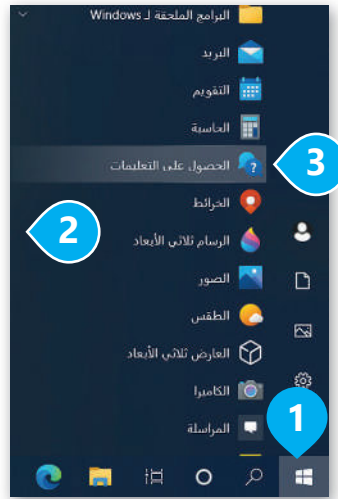 البرامج الملحقة لـ Windows
البريد
التقويم
الحاسبة
الحصول على التعليمات
3
الخرائط
2
الرسام ثلاثي الأبعاد
الصور
الطقس
العارض ثلاثي الأبعاد
الكاميرا
1
المراسلة